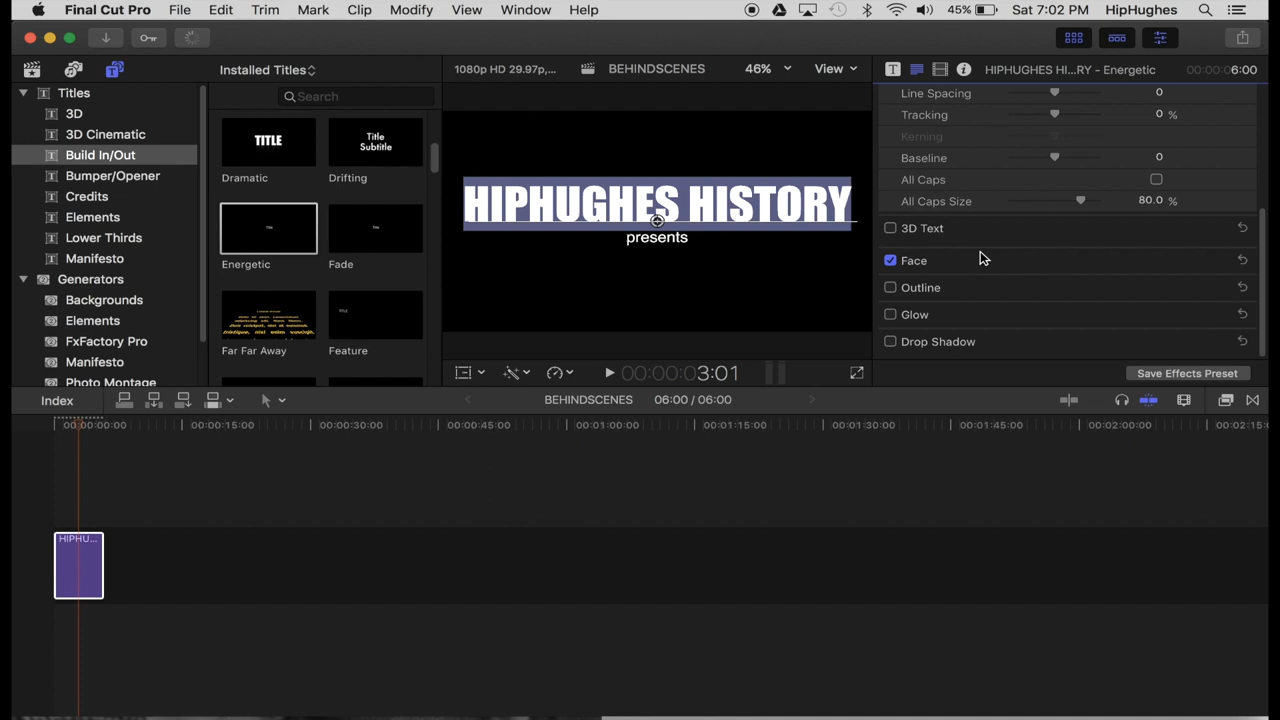 Final Cut Pro File Edit Trim Mark Clip Modify View Window Help 45% Sat 7:02 PM HipHughes
Installed Titles 1080p HD 29.97p,... BEHINDSCENES 46% View HIPHUGHES HI...RY - Energetic 00:00:06:00
Titles
3D
3D Cinematic
Build In/Out
Bumper/Opener
Credits
Elements
Lower Thirds
Manifesto
Generators
Backgrounds
Elements
FxFactory Pro
Manifesto
Photo Montage
Search
TITLE
Dramatic
Title
Subtitle
Drifting
Title
Energetic
Title
Fade
Far Far Away
TITLE
Feature
HIPHUGHES HISTORY
presents
Line Spacing 0
Tracking 0 %
Kerning
Baseline 0
All Caps
All Caps Size 80.0 %
3D Text
Face
Outline
Glow
Drop Shadow
00:00:03:01
Save Effects Preset
Index BEHINDSCENES 06:00 / 06:00
00:00:00:00 00:00:15:00 00:00:30:00 00:00:45:00 00:01:00:00 00:01:15:00 00:01:30:00 00:01:45:00 00:02:00:00 00:02:15:0
HIPHU...